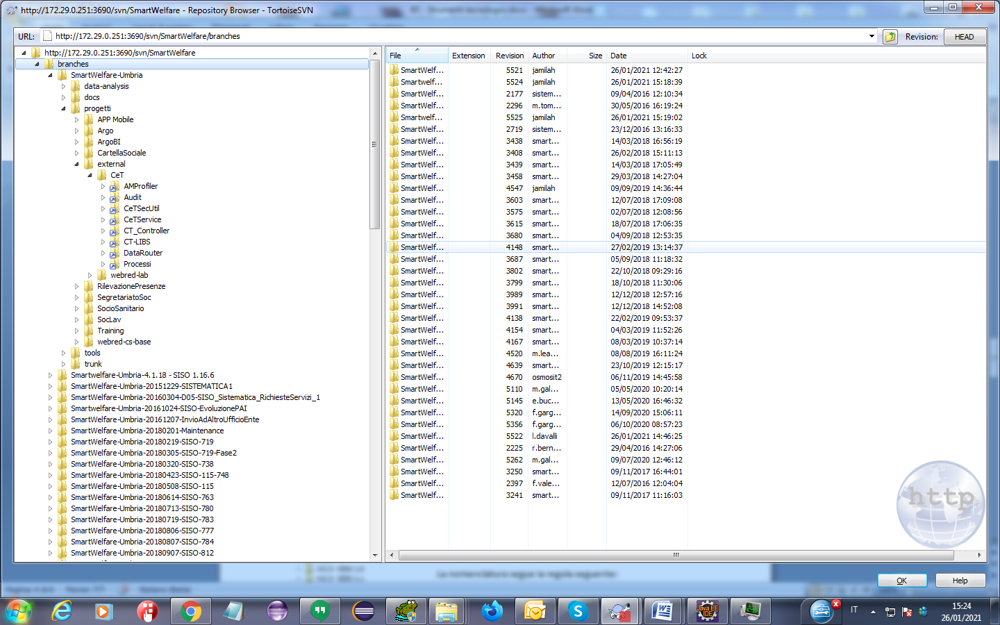 http://172.29.0.251:3690/svn/SmartWelfare - Repository Browser - TortoiseSVN
URL: http://172.29.0.251:3690/svn/SmartWelfare/branches Revision: HEAD
http://172.29.0.251:3690/svn/SmartWelfare
branches
SmartWelfare-Umbria
data-analysis
docs
progetti
APP Mobile
Argo
ArgoBI
CartellaSociale
external
CeT
AMProfiler
Audit
CeTSecUtil
CeTService
CT_Controller
CT-LIBS
DataRouter
Processi
webred-lab
RilevazionePresenze
SegretariatoSoc
SocioSanitario
SocLav
Training
webred-cs-base
tools
trunk
Smartwelfare-Umbria-4.1.18 - SISO 1.16.6
SmartWelfare-Umbria-20151229-SISTEMATICA1
SmartWelfare-Umbria-20160304-D05-SISO_Sistematica_RichiesteServizi_1
Smartwelfare-Umbria-20161024-SISO-EvoluzionePAI
SmartWelfare-Umbria-20161207-InvioAdAltroUfficioEnte
SmartWelfare-Umbria-20180201-Maintenance
SmartWelfare-Umbria-20180219-SISO-719
SmartWelfare-Umbria-20180305-SISO-719-Fase2
SmartWelfare-Umbria-20180320-SISO-738
SmartWelfare-Umbria-20180423-SISO-115-748
SmartWelfare-Umbria-20180508-SISO-115
SmartWelfare-Umbria-20180614-SISO-763
SmartWelfare-Umbria-20180713-SISO-780
SmartWelfare-Umbria-20180719-SISO-783
SmartWelfare-Umbria-20180806-SISO-777
SmartWelfare-Umbria-20180807-SISO-784
SmartWelfare-Umbria-20180907-SISO-812
File Extension Revision Author Size Date Lock
SmartWelf... 5521 jamilah 26/01/2021 12:42:27
Smartwelf... 5524 jamilah 26/01/2021 15:18:39
SmartWelf... 2177 sistem... 09/04/2016 12:10:34
SmartWelf... 2296 m.tom... 30/05/2016 16:19:24
Smartwelf... 5525 jamilah 26/01/2021 15:19:02
SmartWelf... 2719 sistem... 23/12/2016 13:16:33
SmartWelf... 3438 smart... 14/03/2018 16:56:19
SmartWelf... 3408 smart... 26/02/2018 15:11:13
SmartWelf... 3439 smart... 14/03/2018 17:05:49
SmartWelf... 3458 smart... 29/03/2018 14:27:04
SmartWelf... 4547 jamilah 09/09/2019 14:36:44
SmartWelf... 3603 smart... 12/07/2018 17:09:08
SmartWelf... 3575 smart... 02/07/2018 12:08:56
SmartWelf... 3615 smart... 18/07/2018 17:06:35
SmartWelf... 3680 smart... 04/09/2018 12:53:35
SmartWelf... 4148 smart... 27/02/2019 13:14:37
SmartWelf... 3687 smart... 05/09/2018 11:18:32
SmartWelf... 3802 smart... 22/10/2018 09:29:16
SmartWelf... 3799 smart... 18/10/2018 11:30:06
SmartWelf... 3989 smart... 12/12/2018 12:57:16
SmartWelf... 3991 smart... 12/12/2018 14:52:08
SmartWelf... 4138 smart... 22/02/2019 09:53:37
SmartWelf... 4154 smart... 04/03/2019 11:52:26
SmartWelf... 4167 smart... 08/03/2019 10:37:14
SmartWelf... 4520 m.lea... 08/08/2019 16:11:24
SmartWelf... 4639 smart... 23/10/2019 12:15:17
SmartWelf... 4670 osmosit2 06/11/2019 14:45:58
SmartWelf... 5110 m.gal... 05/05/2020 10:20:14
SmartWelf... 5145 e.buc... 13/05/2020 16:46:32
SmartWelf... 5320 f.garg... 14/09/2020 15:06:11
SmartWelf... 5356 f.garg... 06/10/2020 08:57:23
SmartWelf... 5522 l.davalli 26/01/2021 14:46:25
SmartWelf... 2225 r.bern... 29/04/2016 14:27:06
SmartWelf... 5262 m.gal... 09/07/2020 12:46:12
SmartWelf... 3250 smart... 09/11/2017 16:44:01
SmartWelf... 2397 f.vale... 12/07/2016 12:04:04
SmartWelf... 3241 smart... 09/11/2017 11:16:03
http
La nomenclatura segue la regola seguente:
OK Help
Java EE
IDE
IT
15:24
26/01/2021